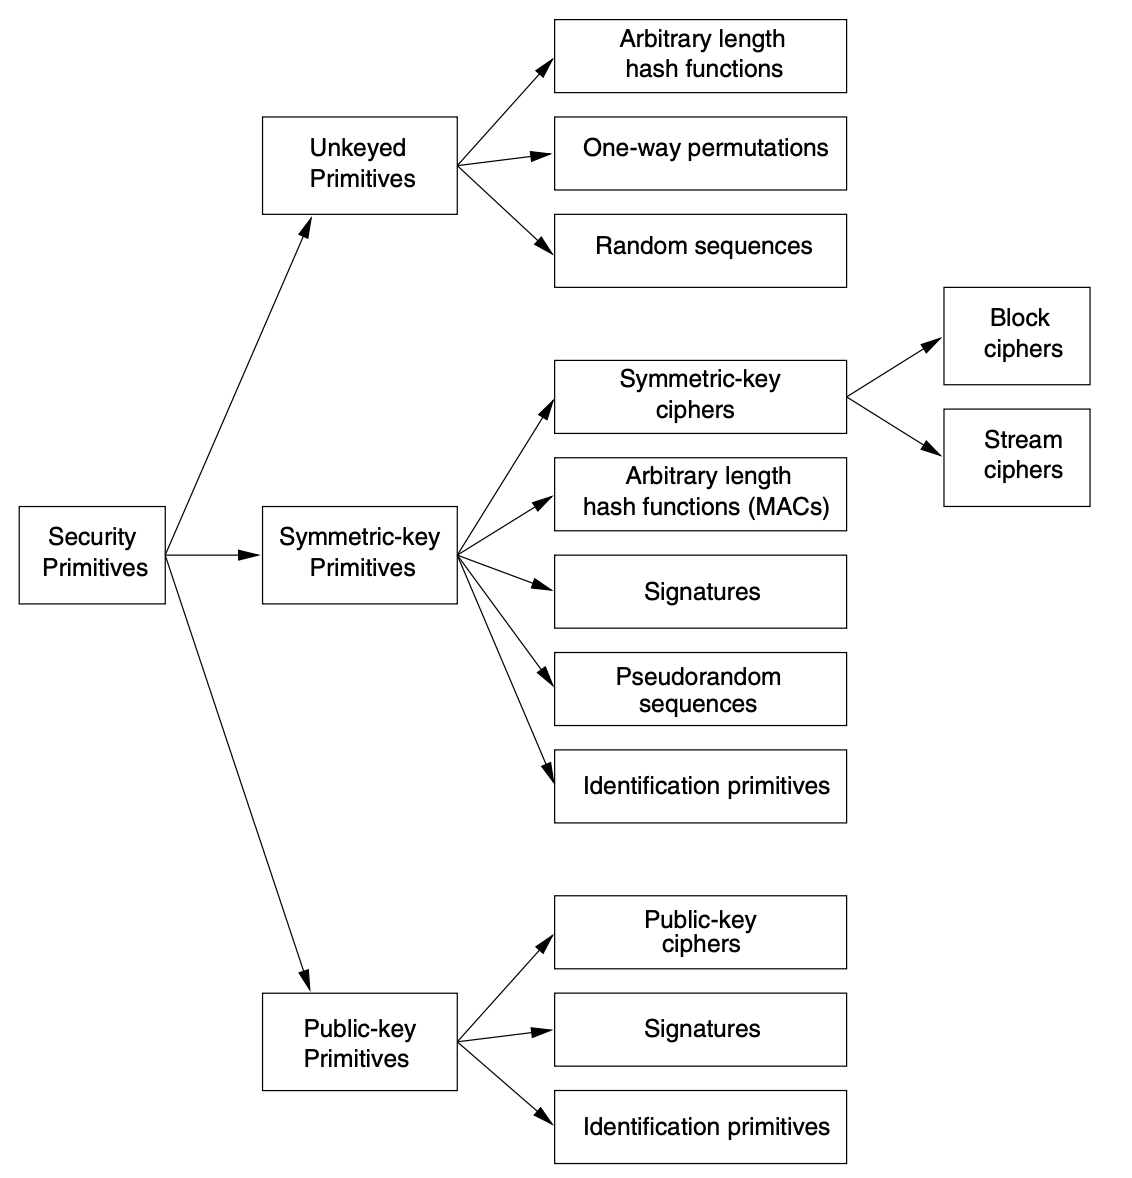 Arbitrary length
hash functions
Unkeyed
Primitives
One-way permutations
Random sequences
Block
ciphers
Symmetric-key
ciphers
Stream
ciphers
Arbitrary length
hash functions (MACs)
Security
Primitives
Symmetric-key
Primitives
Signatures
Pseudorandom
sequences
Identification primitives
Public-key
ciphers
Public-key
Primitives
Signatures
Identification primitives